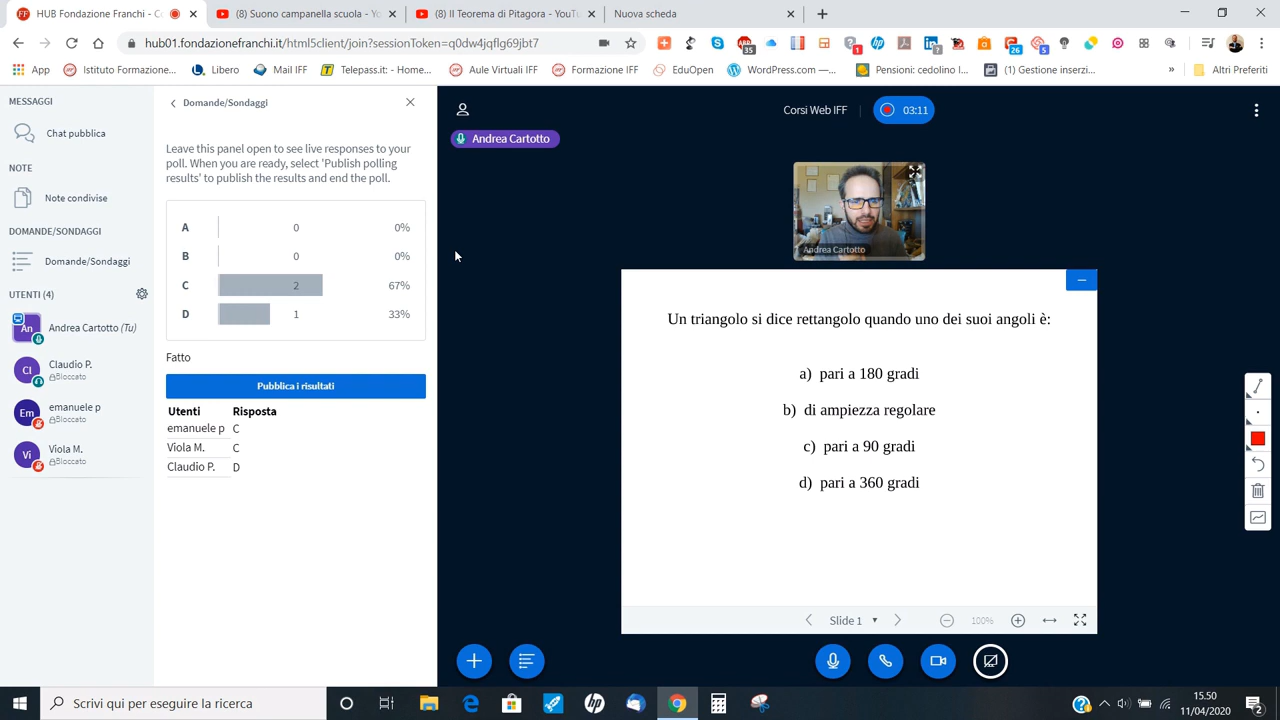 HUB Fondazione Franchi - Co
(8) Suono campanella scuola - Yo
(8) Il Teorema di Pitagora - YouTu
Nuova scheda
hub01.fondazionefranchi.it/htmlClient/join?sessionToken=q0dw4jqflg69jbt7
App
Istituto Formazione...
Libero
Mail IFF
Telepass.it: - Home...
Aule Virtuali IFF
Formazione IFF
EduOpen
WordPress.com —...
Pensioni: cedolino I...
(1) Gestione inserzi...
»
Altri Preferiti
MESSAGGI
Chat pubblica
NOTE
Note condivise
DOMANDE/SONDAGGI
Domande/Sondaggi
UTENTI (4)
An
Andrea Cartotto (Tu)
Cl
Claudio P.
Bloccato
Em
emanuele p
Bloccato
Vi
Viola M.
Bloccato
Domande/Sondaggi
Leave this panel open to see live responses to your
poll. When you are ready, select 'Publish polling
results' to publish the results and end the poll.
A 0 0%
B 0 0%
C 2 67%
D 1 33%
Fatto
Pubblica i risultati
Utenti Risposta
emanuele p C
Viola M. C
Claudio P. D
Corsi Web IFF
03:11
Andrea Cartotto
Andrea Cartotto
Un triangolo si dice rettangolo quando uno dei suoi angoli è:
a) pari a 180 gradi
b) di ampiezza regolare
c) pari a 90 gradi
d) pari a 360 gradi
Slide 1
100%
Scrivi qui per eseguire la ricerca
15.50
11/04/2020